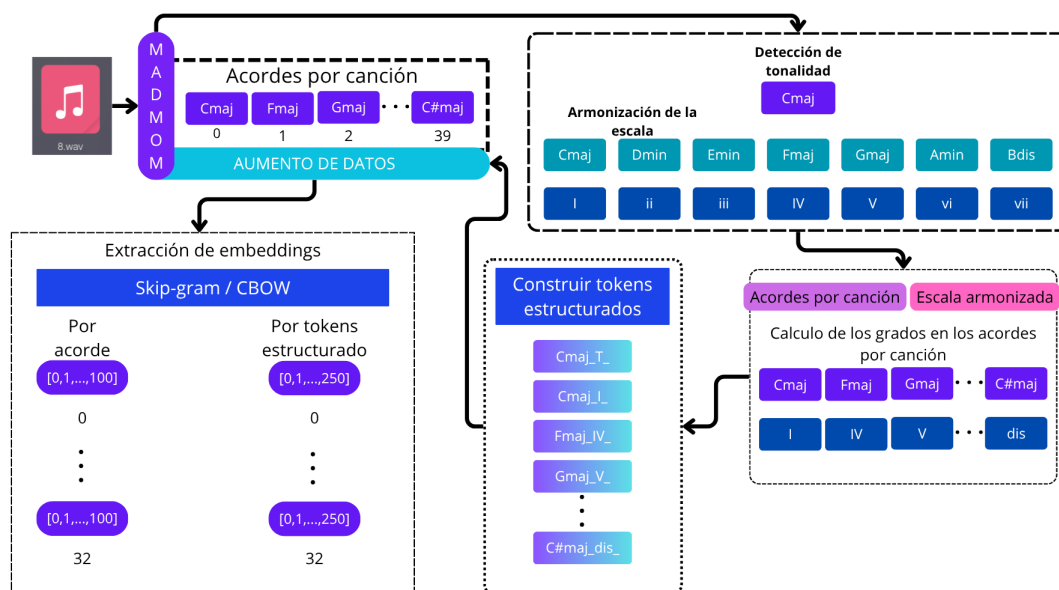 8.wav
MADMOM
Acordes por canción
Cmaj Fmaj Gmaj C#maj
0 1 2 39
AUMENTO DE DATOS
Detección de
tonalidad
Cmaj
Armonización de la
escala
Cmaj Dmin Emin Fmaj Gmaj Amin Bdis
I ii iii IV V vi vii
Acordes por canción Escala armonizada
Calculo de los grados en los acordes
por canción
Cmaj Fmaj Gmaj C#maj
I IV V dis
Construir tokens
estructurados
Cmaj_T_
Cmaj_I_
Fmaj_IV_
Gmaj_V_
C#maj_dis_
Extracción de embeddings
Skip-gram / CBOW
Por
acorde
[0,1,...,100]
0
[0,1,...,100]
32
Por tokens
estructurado
[0,1,...,250]
0
[0,1,...,250]
32